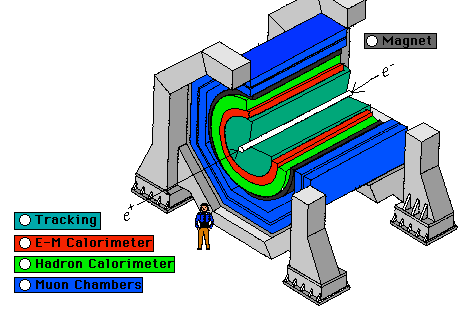 Magnet
e-
e+
Tracking
E-M Calorimeter
Hadron Calorimeter
Muon Chambers